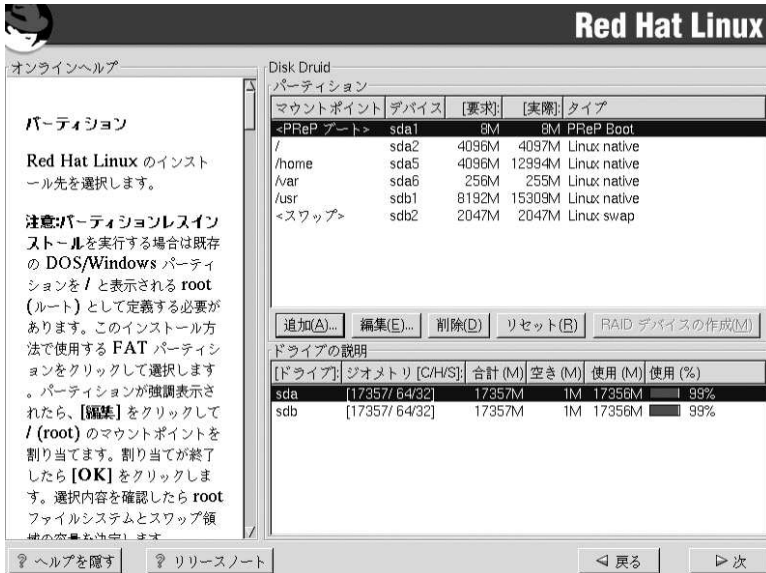 Red Hat Linux
オンラインヘルプ
パーティション
Red Hat Linux のインスト
ール先を選択します。
注意:パーティションレスイン
ストールを実行する場合は既存
の DOS/Windows パーティ
ションを / と表示される root
(ルート) として定義する必要が
あります。このインストール方
法で使用する FAT パーティシ
ョンをクリックして選択します
。パーティションが強調表示さ
れたら、[編集] をクリックして
/ (root) のマウントポイントを
割り当てます。割り当てが終了
したら [OK] をクリックしま
す。選択内容を確認したら root
ファイルシステムとスワップ領
域の容量を決定します
Disk Druid
パーティション
マウントポイント デバイス [要求]: [実際]: タイプ
<PReP ブート> sda1 8M 8M PReP Boot
/ sda2 4096M 4097M Linux native
/home sda5 4096M 12994M Linux native
/var sda6 256M 255M Linux native
/usr sdb1 8192M 15309M Linux native
<スワップ> sdb2 2047M 2047M Linux swap
追加(A)... 編集(E)... 削除(D) リセット(R) RAID デバイスの作成(M)
ドライブの説明
[ドライブ]: ジオメトリ [C/H/S]: 合計 (M) 空き (M) 使用 (M) 使用 (%)
sda [17357/ 64/32] 17357M 1M 17356M 99%
sdb [17357/ 64/32] 17357M 1M 17356M 99%
? ヘルプを隠す ? リリースノート 戻る 次